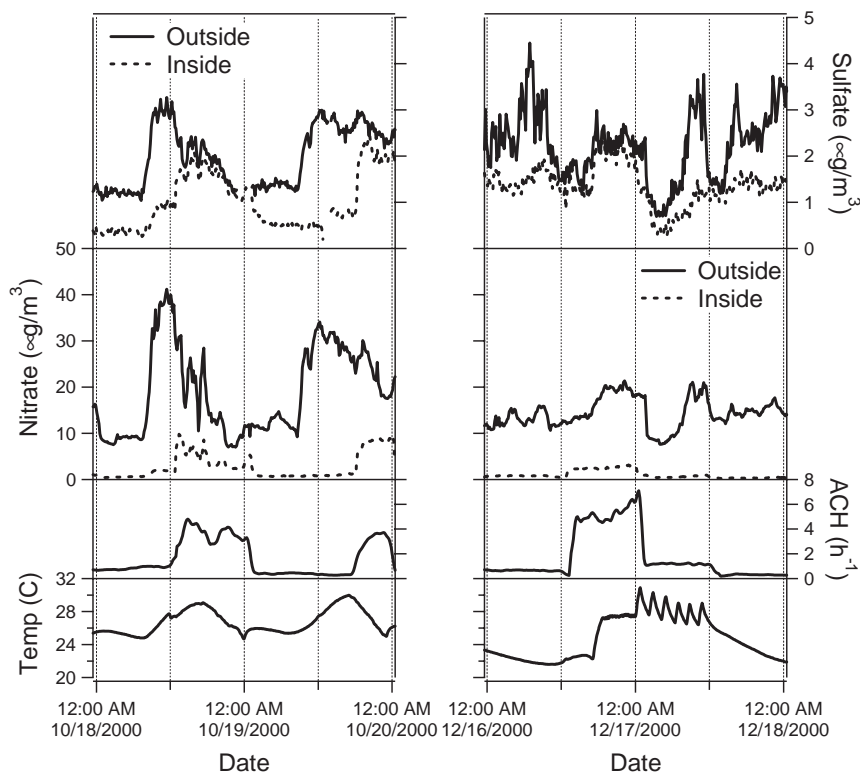 Outside
Inside
5
4
3
2
1
0
Sulfate (∝g/m³)
50
40
30
20
10
0
Nitrate (∝g/m³)
Outside
Inside
8
6
4
2
0
ACH (h⁻¹)
32
28
24
20
Temp (C)
12:00 AM 12:00 AM 12:00 AM
10/18/2000 10/19/2000 10/20/2000
Date
12:00 AM 12:00 AM 12:00 AM
12/16/2000 12/17/2000 12/18/2000
Date